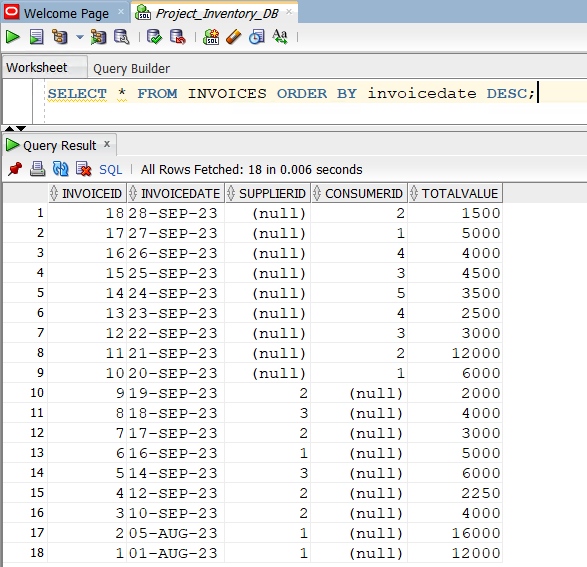 Welcome Page Project_Inventory_DB
Worksheet Query Builder
SELECT * FROM INVOICES ORDER BY invoicedate DESC;
Query Result
SQL All Rows Fetched: 18 in 0.006 seconds
INVOICEID INVOICEDATE SUPPLIERID CONSUMERID TOTALVALUE
1 18 28-SEP-23 (null) 2 1500
2 17 27-SEP-23 (null) 1 5000
3 16 26-SEP-23 (null) 4 4000
4 15 25-SEP-23 (null) 3 4500
5 14 24-SEP-23 (null) 5 3500
6 13 23-SEP-23 (null) 4 2500
7 12 22-SEP-23 (null) 3 3000
8 11 21-SEP-23 (null) 2 12000
9 10 20-SEP-23 (null) 1 6000
10 9 19-SEP-23 2 (null) 2000
11 8 18-SEP-23 3 (null) 4000
12 7 17-SEP-23 2 (null) 3000
13 6 16-SEP-23 1 (null) 5000
14 5 14-SEP-23 3 (null) 6000
15 4 12-SEP-23 2 (null) 2250
16 3 10-SEP-23 2 (null) 4000
17 2 05-AUG-23 1 (null) 16000
18 1 01-AUG-23 1 (null) 12000